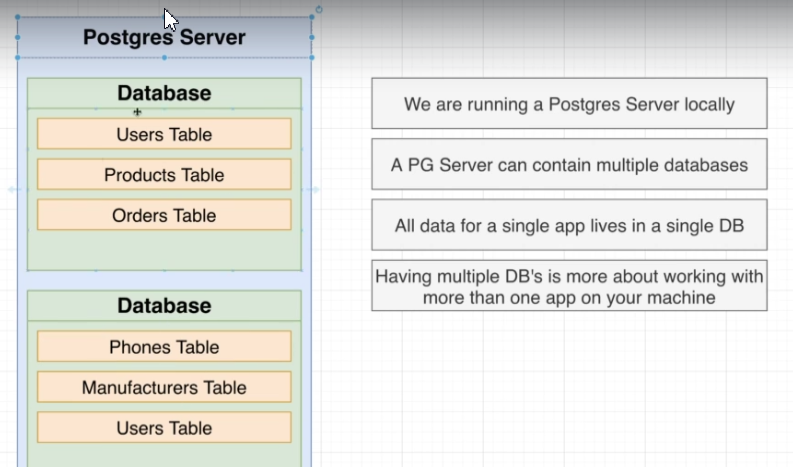 Postgres Server
Database
Users Table
Products Table
Orders Table
Database
Phones Table
Manufacturers Table
Users Table
We are running a Postgres Server locally
A PG Server can contain multiple databases
All data for a single app lives in a single DB
Having multiple DB's is more about working with
more than one app on your machine